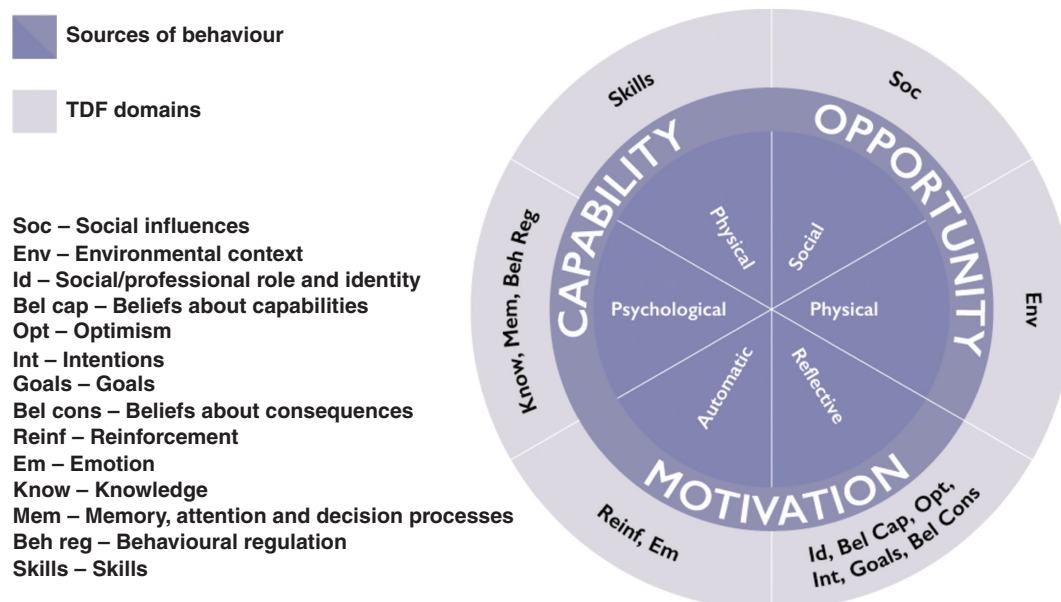 Sources of behaviour
TDF domains
Soc – Social influences
Env – Environmental context
Id – Social/professional role and identity
Bel cap – Beliefs about capabilities
Opt – Optimism
Int – Intentions
Goals – Goals
Bel cons – Beliefs about consequences
Reinf – Reinforcement
Em – Emotion
Know – Knowledge
Mem – Memory, attention and decision processes
Beh reg – Behavioural regulation
Skills – Skills
Skills
Soc
Env
Id, Bel Cap, Opt,
Int, Goals, Bel Cons
Reinf, Em
Know, Mem, Beh Reg
CAPABILITY
OPPORTUNITY
MOTIVATION
Physical
Social
Physical
Reflective
Automatic
Psychological